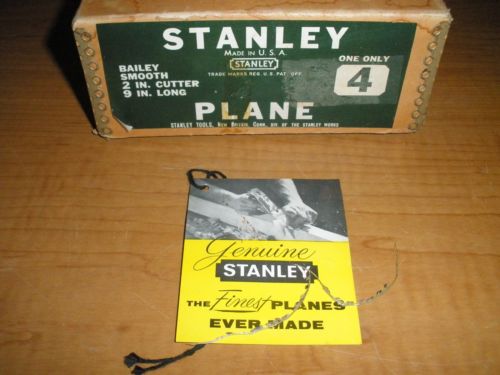 STANLEY
MADE IN U.S.A.
STANLEY
TRADE MARKS REG. U.S. PAT. OFF.
BAILEY
SMOOTH
2 IN. CUTTER
9 IN. LONG
ONE ONLY
4
PLANE
STANLEY TOOLS, NEW BRITAIN, CONN. DIV. OF THE STANLEY WORKS
Genuine
STANLEY
THE Finest PLANES
EVER MADE